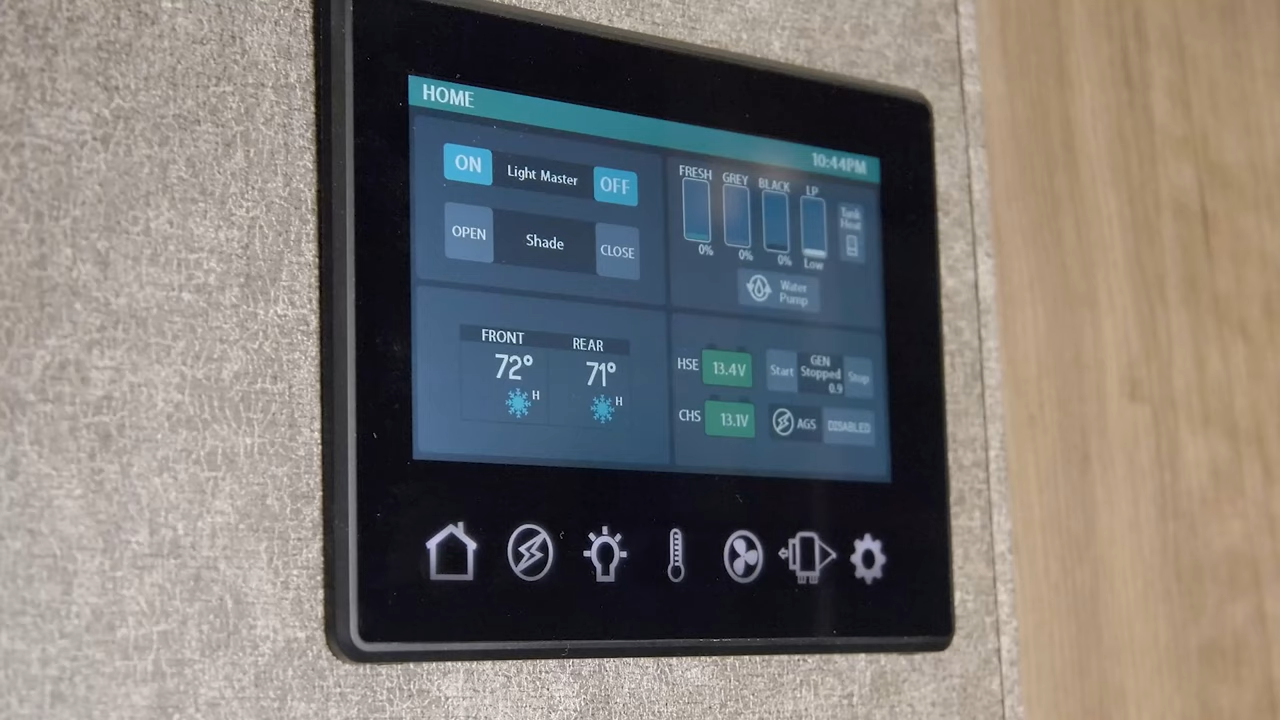 HOME
10:44PM
ON Light Master OFF
OPEN Shade CLOSE
FRESH GREY BLACK LP
0% 0% 0% Low
Tank
Heat
Water
Pump
FRONT REAR
72° 71°
H H
HSE 13.4V
Start GEN
Stopped Stop
0.9
CHS 13.1V
AGS DISABLED